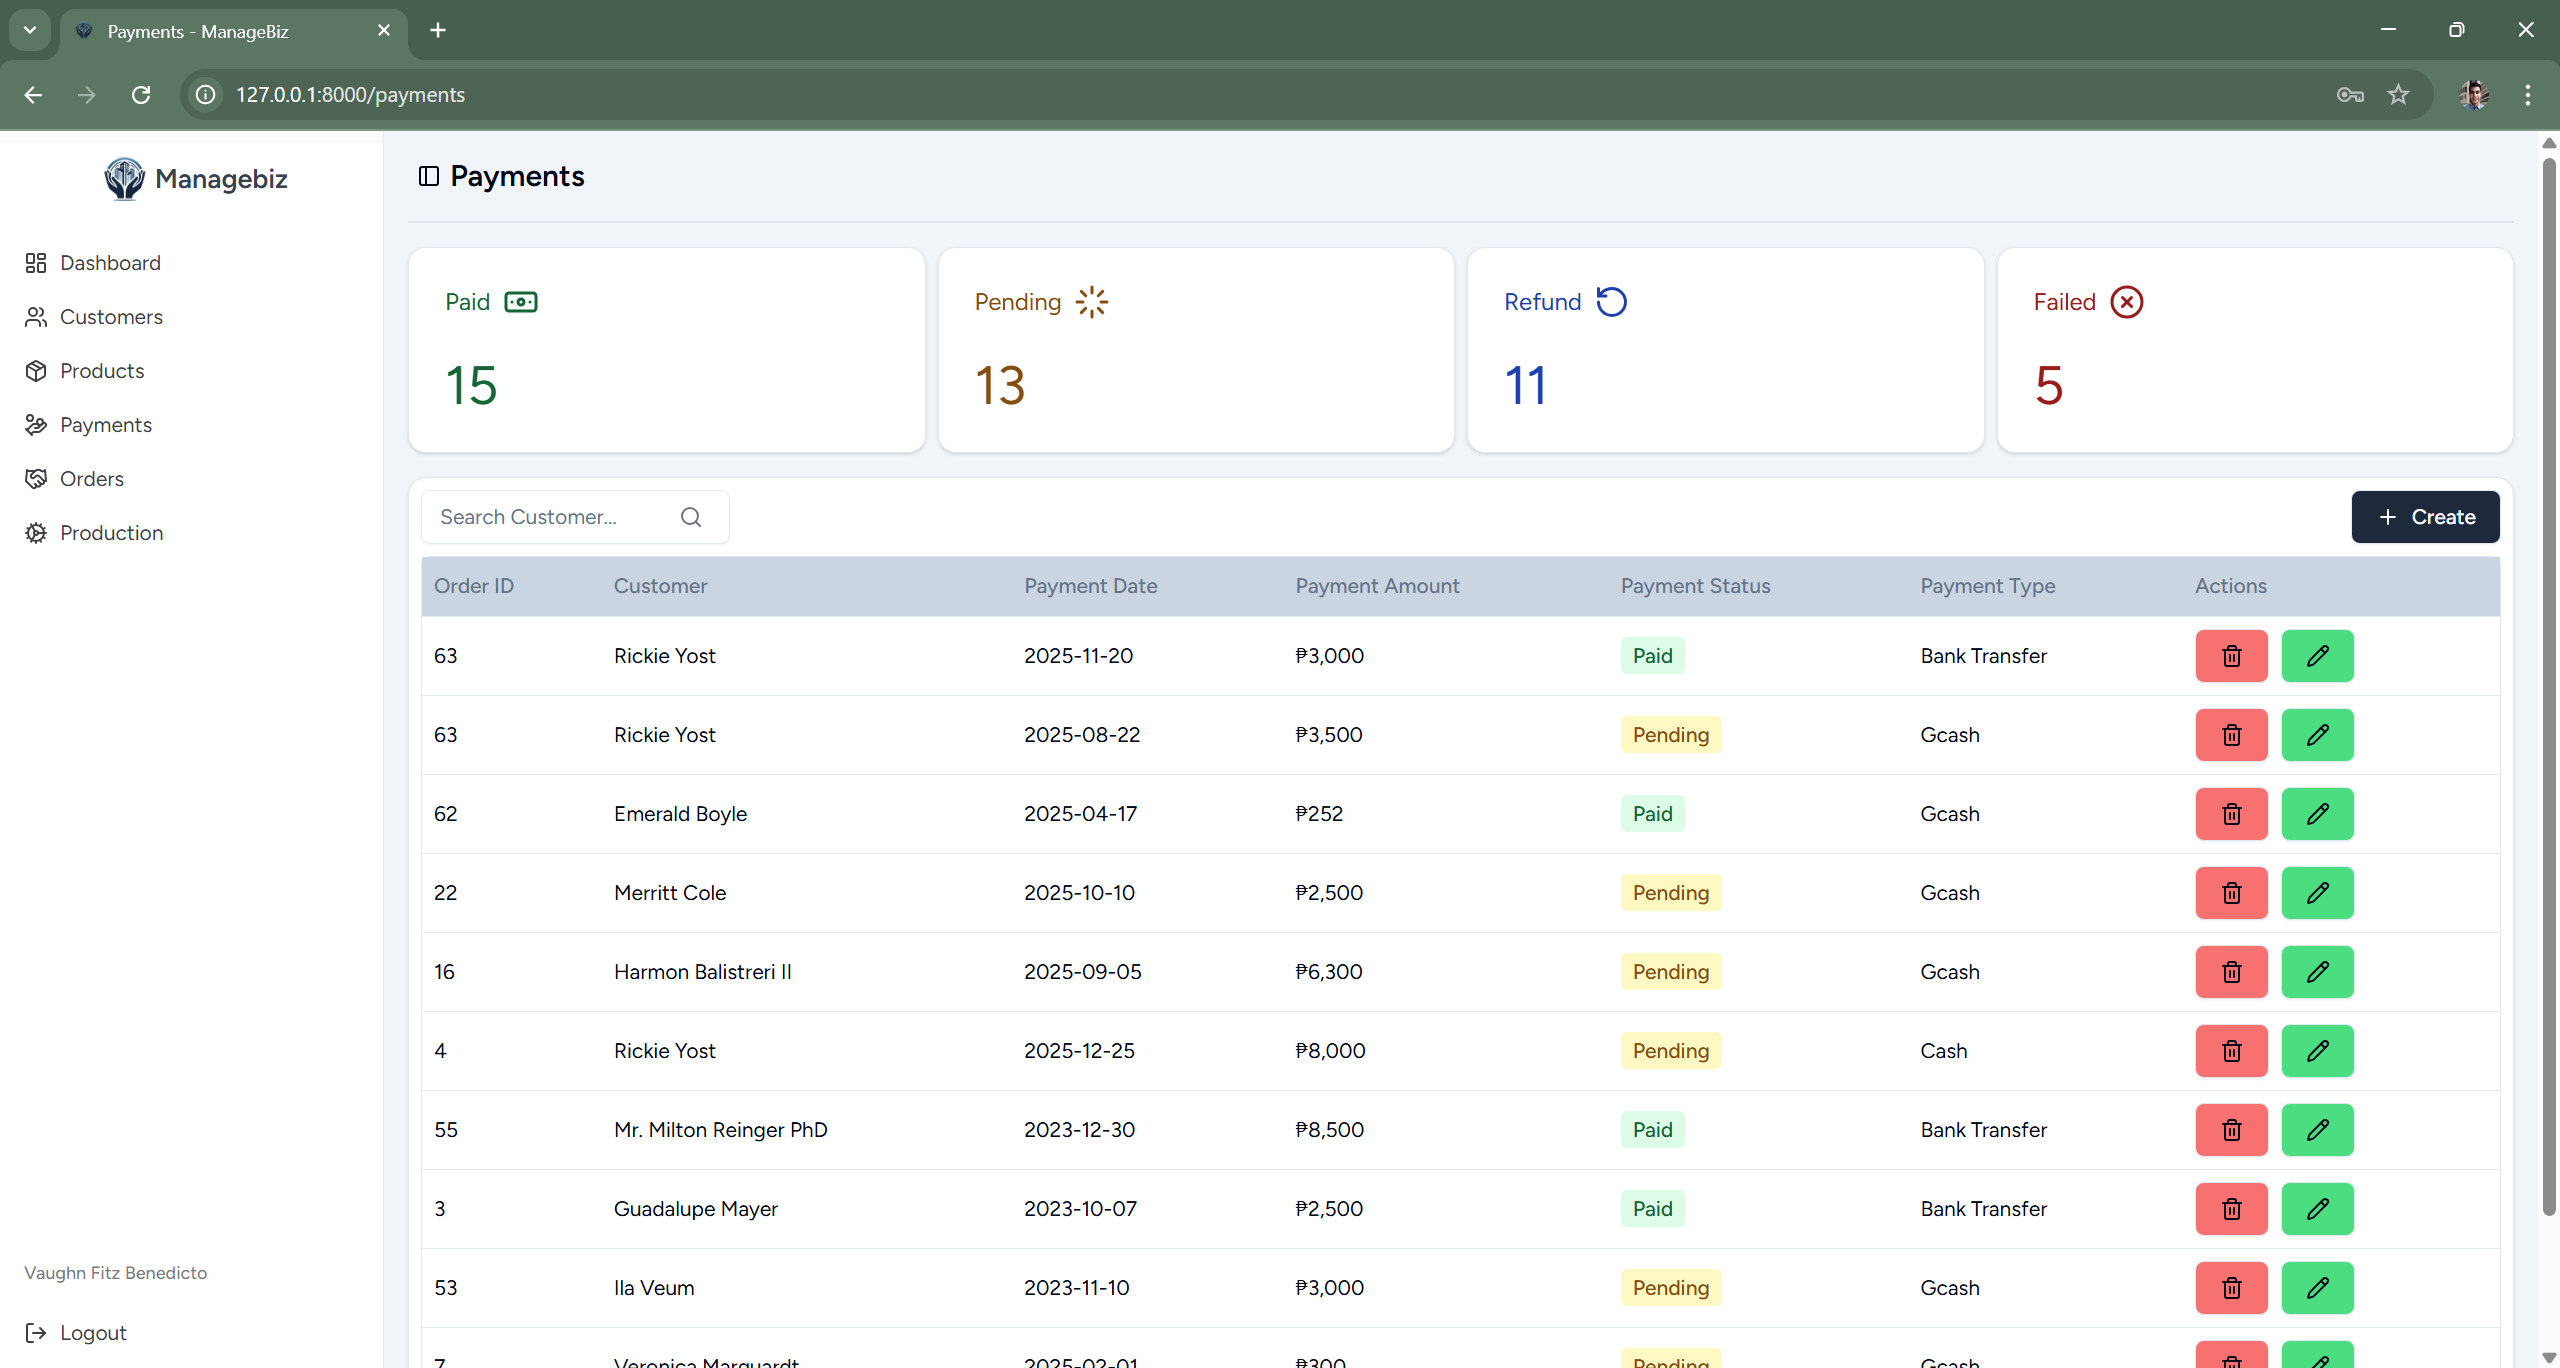 Payments - ManageBiz
127.0.0.1:8000/payments
Managebiz
Dashboard
Customers
Products
Payments
Orders
Production
Vaughn Fitz Benedicto
Logout
Payments
Paid
15
Pending
13
Refund
11
Failed
5
Search Customer...
Create
Order ID Customer Payment Date Payment Amount Payment Status Payment Type Actions
63 Rickie Yost 2025-11-20 ₱3,000 Paid Bank Transfer
63 Rickie Yost 2025-08-22 ₱3,500 Pending Gcash
62 Emerald Boyle 2025-04-17 ₱252 Paid Gcash
22 Merritt Cole 2025-10-10 ₱2,500 Pending Gcash
16 Harmon Balistreri II 2025-09-05 ₱6,300 Pending Gcash
4 Rickie Yost 2025-12-25 ₱8,000 Pending Cash
55 Mr. Milton Reinger PhD 2023-12-30 ₱8,500 Paid Bank Transfer
3 Guadalupe Mayer 2023-10-07 ₱2,500 Paid Bank Transfer
53 Ila Veum 2023-11-10 ₱3,000 Pending Gcash
7 Veronica Marquardt 2025-02-01 ₱300 Pending Gcash